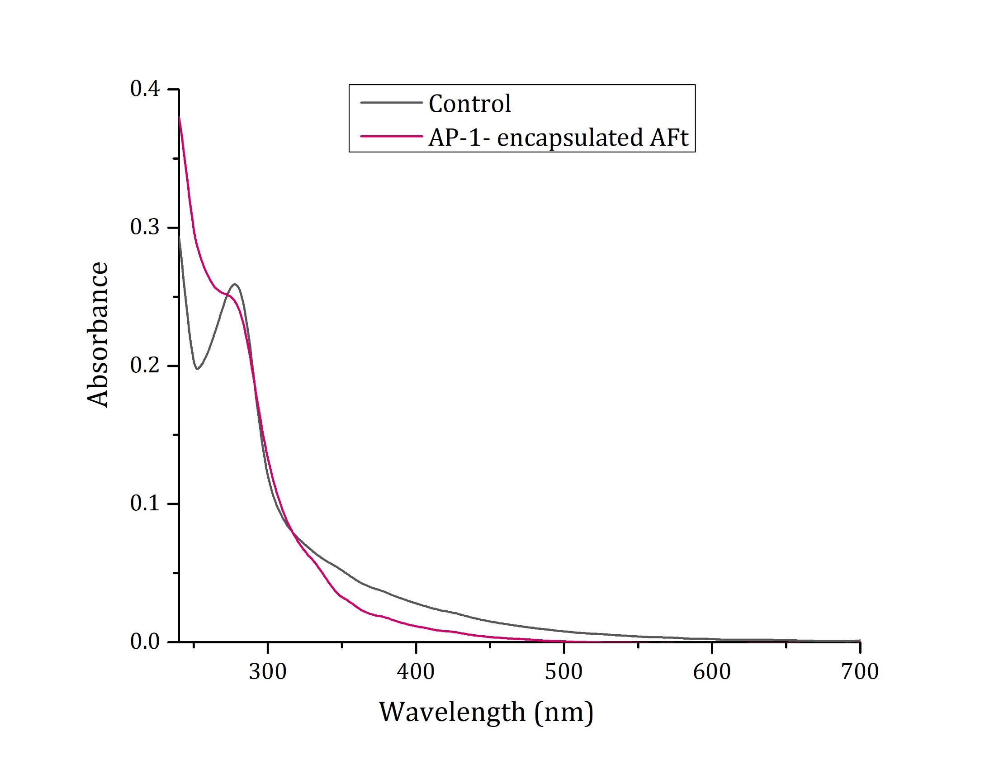 0.4
0.3
0.2
0.1
0.0
Absorbance
Control
AP-1- encapsulated AFt
300 400 500 600 700
Wavelength (nm)